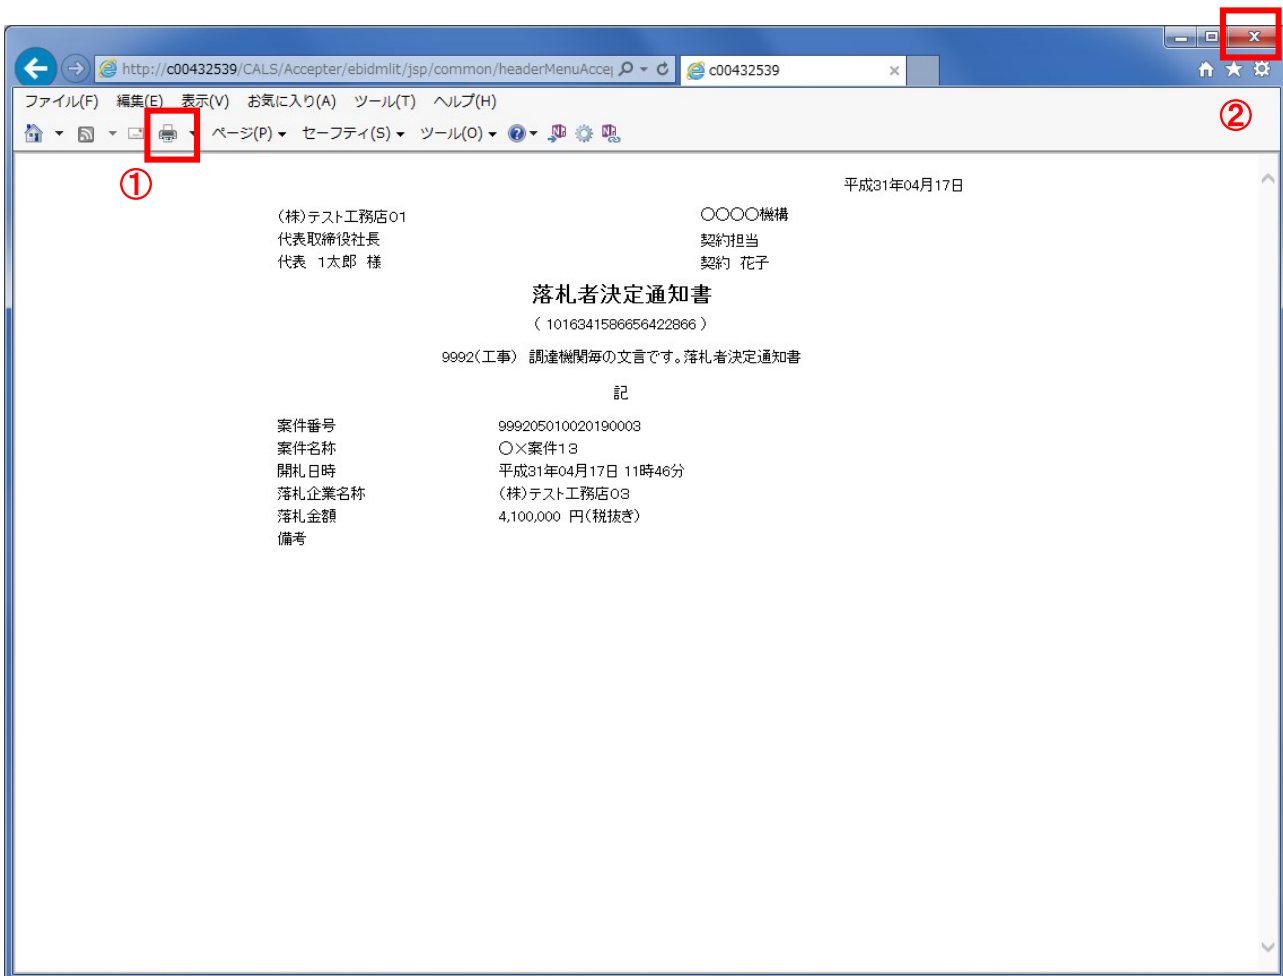 http://c00432539/CALS/Accepter/ebidmlit/jsp/common/headerMenuAccej
c00432539
ファイル(F) 編集(E) 表示(V) お気に入り(A) ツール(T) ヘルプ(H)
ページ(P) セーフティ(S) ツール(O)
①
②
平成31年04月17日
(株)テスト工務店01
○○○○機構
代表取締役社長
契約担当
代表 1太郎 様
契約 花子
落札者決定通知書
( 1016341586656422866 )
9992(工事) 調達機関毎の文言です。落札者決定通知書
記
案件番号 999205010020190003
案件名称 ○×案件13
開札日時 平成31年04月17日 11時46分
落札企業名称 (株)テスト工務店03
落札金額 4,100,000 円(税抜き)
備考